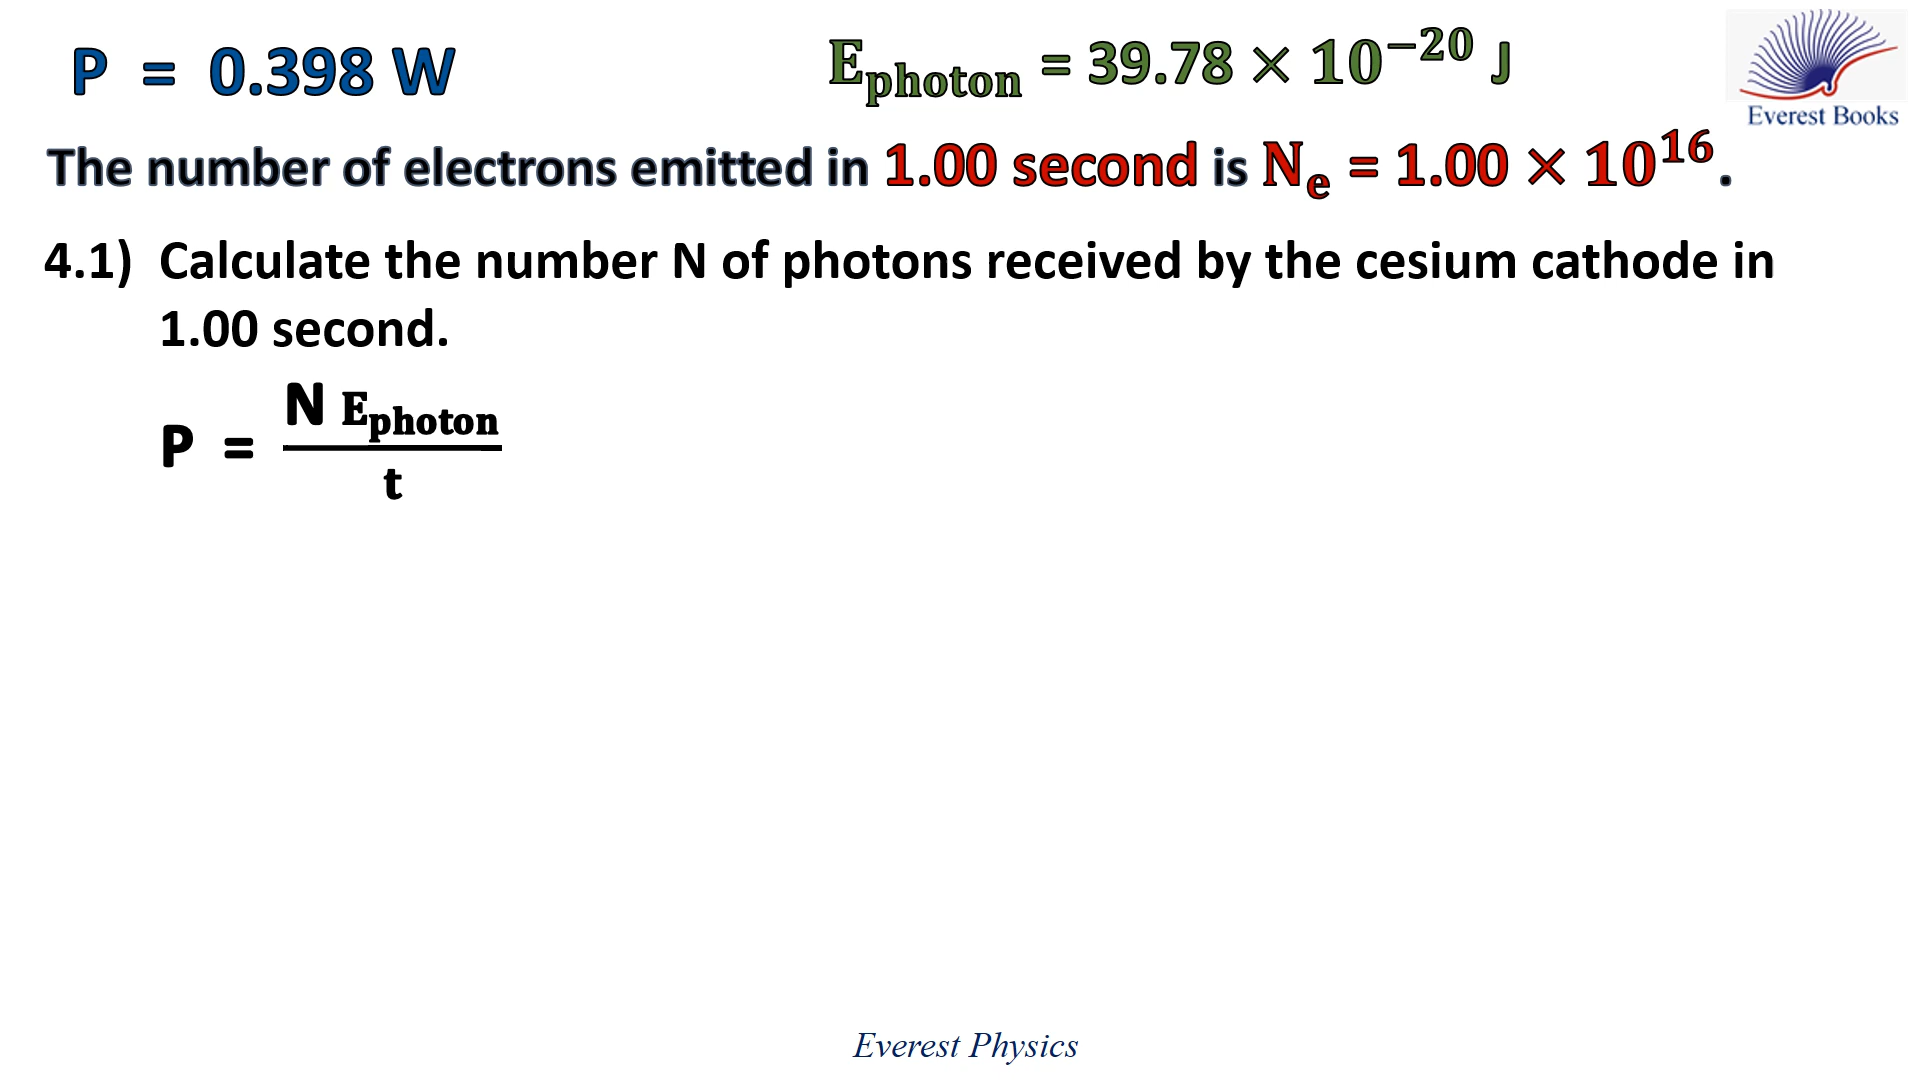 P = 0.398 W
E_photon = 39.78 × 10⁻²⁰ J
Everest Books
The number of electrons emitted in 1.00 second is Nₑ = 1.00 × 10¹⁶.
4.1) Calculate the number N of photons received by the cesium cathode in
1.00 second.
P = N E_photon / t
Everest Physics